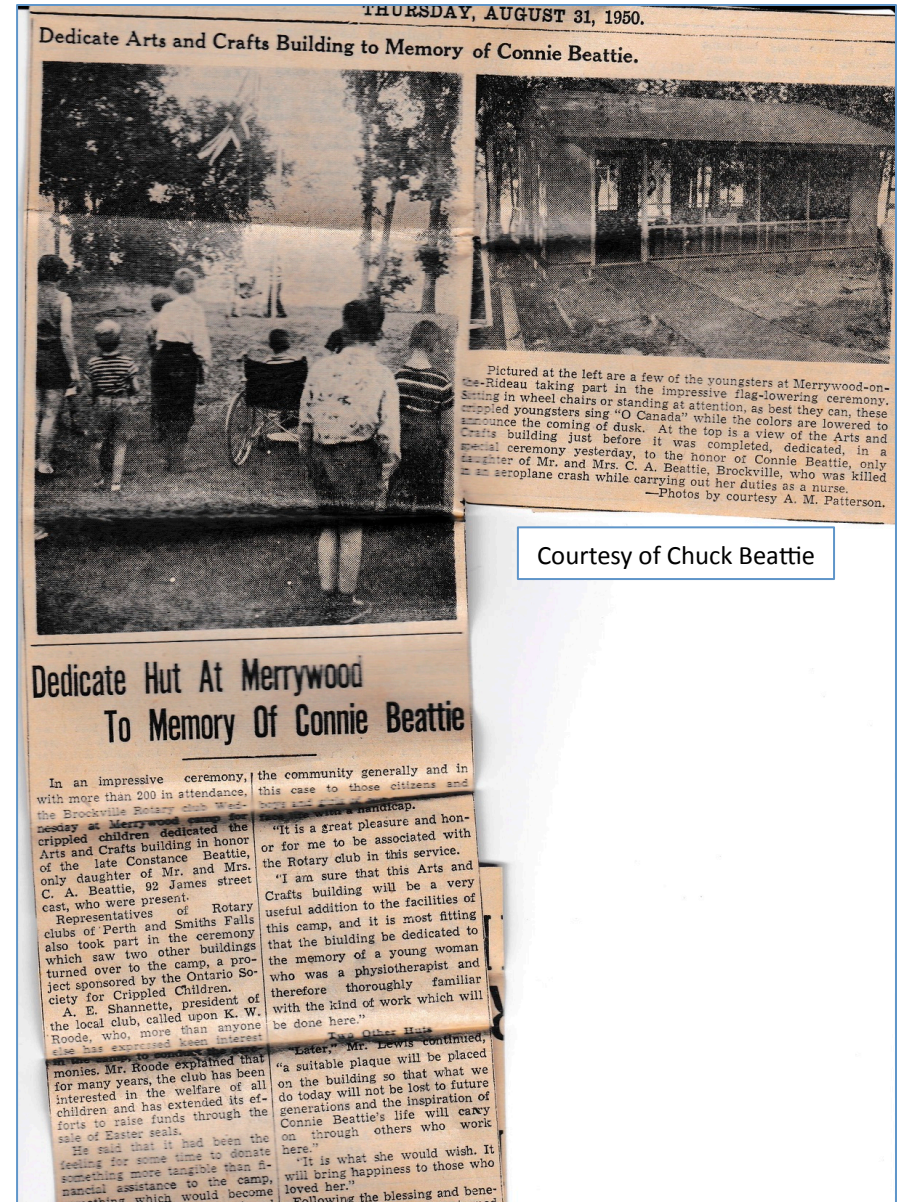 THURSDAY, AUGUST 31, 1950.
Dedicate Arts and Crafts Building to Memory of Connie Beattie.
Pictured at the left are a few of the youngsters at Merrywood-on-
the-Rideau taking part in the impressive flag-lowering ceremony.
Sitting in wheel chairs or standing at attention, as best they can, these
crippled youngsters sing "O Canada" while the colors are lowered to
announce the coming of dusk. At the top is a view of the Arts and
Crafts building just before it was completed, dedicated, in a
special ceremony yesterday, to the honor of Connie Beattie, only
daughter of Mr. and Mrs. C. A. Beattie, Brockville, who was killed
in an aeroplane crash while carrying out her duties as a nurse.
—Photos by courtesy A. M. Patterson.
Courtesy of Chuck Beattie
Dedicate Hut At Merrywood
To Memory Of Connie Beattie
In an impressive ceremony,
with more than 200 in attendance,
the Brockville Rotary club Wed-
nesday at Merrywood camp for
crippled children dedicated the
Arts and Crafts building in honor
of the late Constance Beattie,
only daughter of Mr. and Mrs.
C. A. Beattie, 92 James street
east, who were present.
Representatives of Rotary
clubs of Perth and Smiths Falls
also took part in the ceremony
which saw two other buildings
turned over to the camp, a pro-
ject sponsored by the Ontario So-
ciety for Crippled Children.
A. E. Shannette, president of
the local club, called upon K. W.
Roode, who, more than anyone
else has expressed keen interest
in the camp, to conduct the cere-
monies. Mr. Roode explained that
for many years, the club has been
interested in the welfare of all
children and has extended its ef-
forts to raise funds through the
sale of Easter seals.
He said that it had been the
feeling for some time to donate
something more tangible than fi-
nancial assistance to the camp,
which would become
the community generally and in
this case to those citizens and
boys and girls
with a handicap.
"It is a great pleasure and hon-
or for me to be associated with
the Rotary club in this service.
"I am sure that this Arts and
Crafts building will be a very
useful addition to the facilities of
this camp, and it is most fitting
that the biulding be dedicated to
the memory of a young woman
who was a physiotherapist and
therefore thoroughly familiar
with the kind of work which will
be done here."
Two Other Huts
"Later," Mr. Lewis continued,
"a suitable plaque will be placed
on the building so that what we
do today will not be lost to future
generations and the inspiration of
Connie Beattie's life will carry
on through others who work
here."
"It is what she would wish. It
will bring happiness to those who
loved her."
Following the blessing and bene-